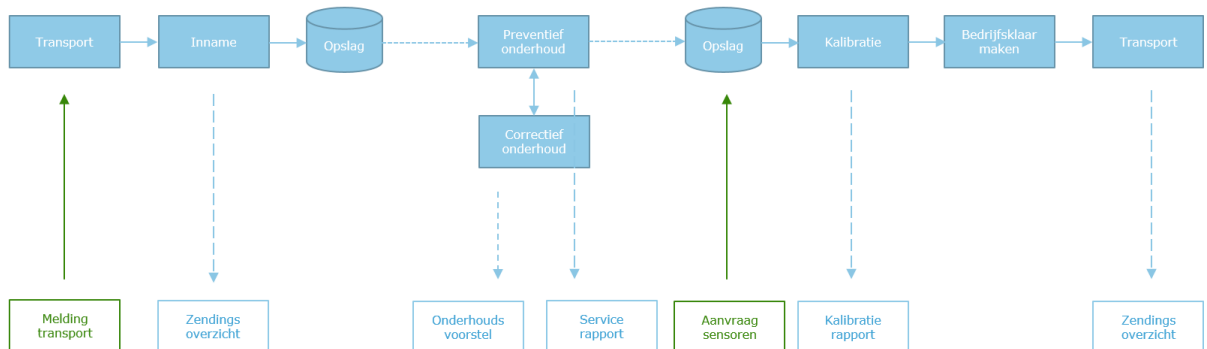 Transport
Inname
Opslag
Preventief
onderhoud
Opslag
Kalibratie
Bedrijfsklaar
maken
Transport
Correctief
onderhoud
Melding
transport
Zendings
overzicht
Onderhouds
voorstel
Service
rapport
Aanvraag
sensoren
Kalibratie
rapport
Zendings
overzicht